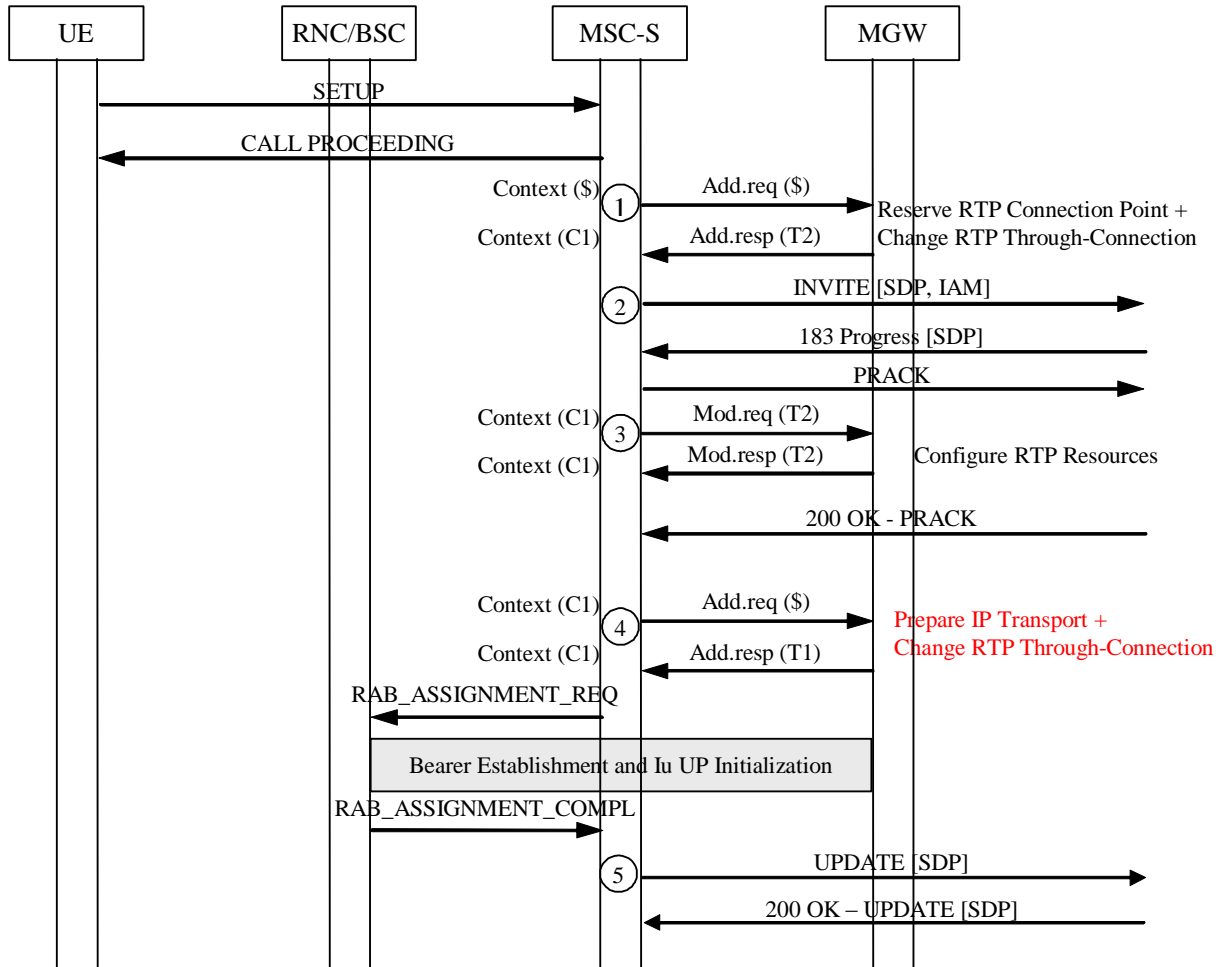 UE
RNC/BSC
MSC-S
MGW
SETUP
CALL PROCEEDING
Context ($)
1
Add.req ($)
Reserve RTP Connection Point +
Change RTP Through-Connection
Context (C1)
Add.resp (T2)
2
INVITE [SDP, IAM]
183 Progress [SDP]
PRACK
Context (C1)
3
Mod.req (T2)
Context (C1)
Mod.resp (T2)
Configure RTP Resources
200 OK - PRACK
Context (C1)
4
Add.req ($)
Prepare IP Transport +
Change RTP Through-Connection
Context (C1)
Add.resp (T1)
RAB_ASSIGNMENT_REQ
Bearer Establishment and Iu UP Initialization
RAB_ASSIGNMENT_COMPL
5
UPDATE [SDP]
200 OK – UPDATE [SDP]